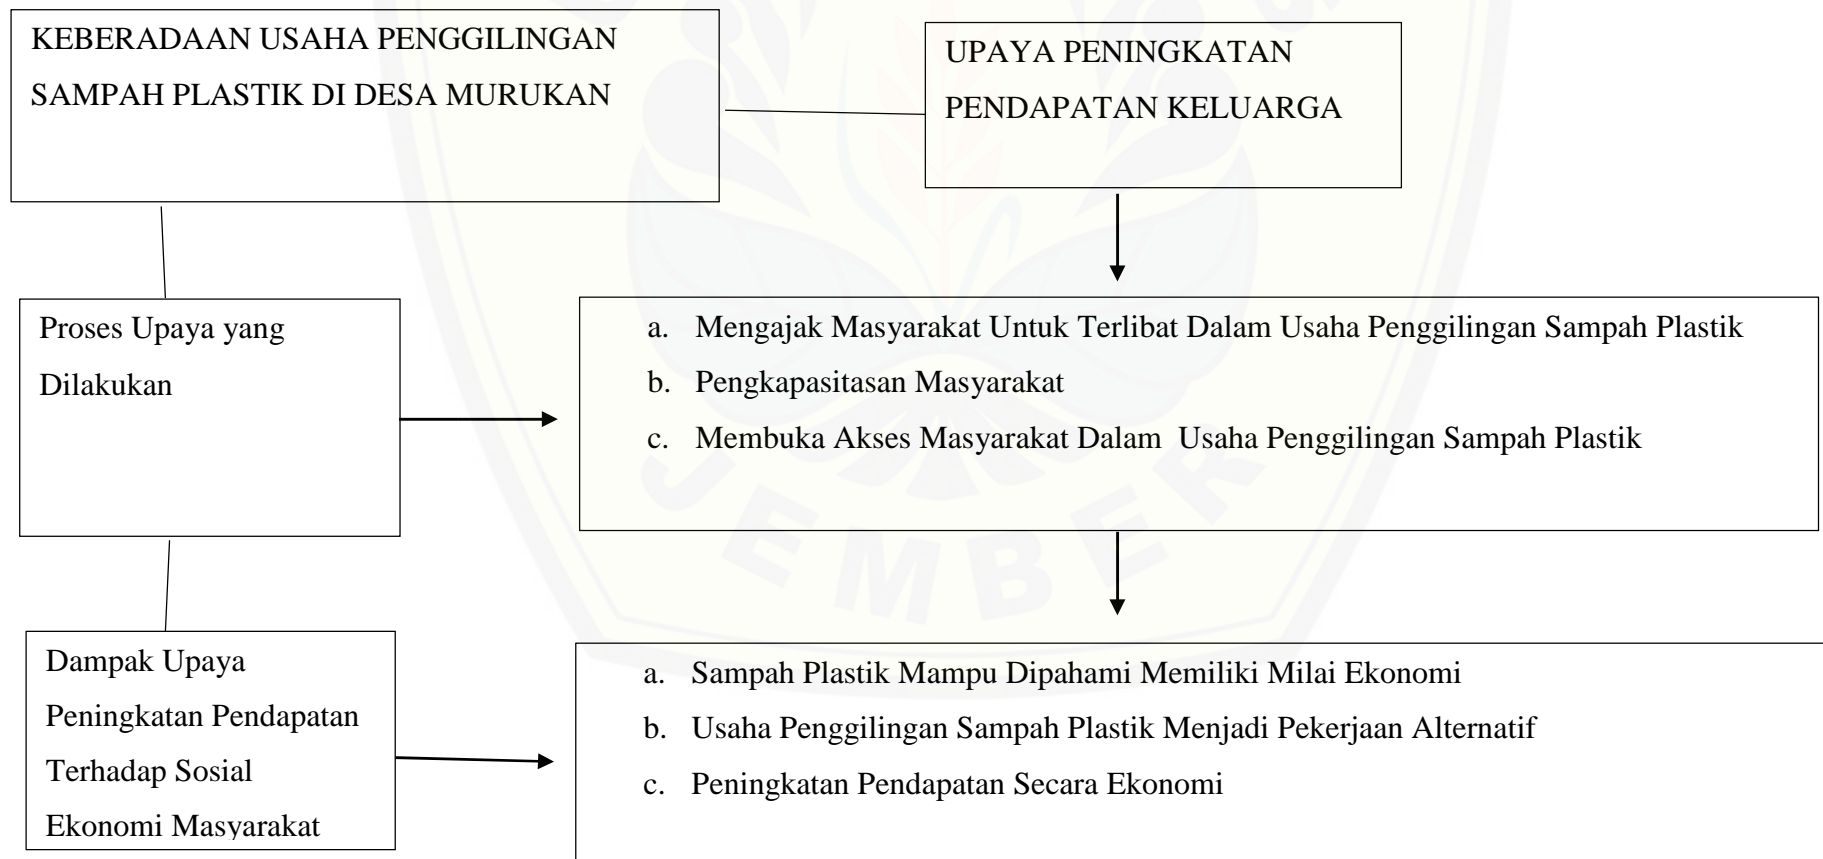 KEBERADAAN USAHA PENGGILINGAN
SAMPAH PLASTIK DI DESA MURUKAN
UPAYA PENINGKATAN
PENDAPATAN KELUARGA
Proses Upaya yang
Dilakukan
a. Mengajak Masyarakat Untuk Terlibat Dalam Usaha Penggilingan Sampah Plastik
b. Pengkapasitasan Masyarakat
c. Membuka Akses Masyarakat Dalam Usaha Penggilingan Sampah Plastik
JEMBER
Dampak Upaya
Peningkatan Pendapatan
Terhadap Sosial
Ekonomi Masyarakat
a. Sampah Plastik Mampu Dipahami Memiliki Milai Ekonomi
b. Usaha Penggilingan Sampah Plastik Menjadi Pekerjaan Alternatif
c. Peningkatan Pendapatan Secara Ekonomi